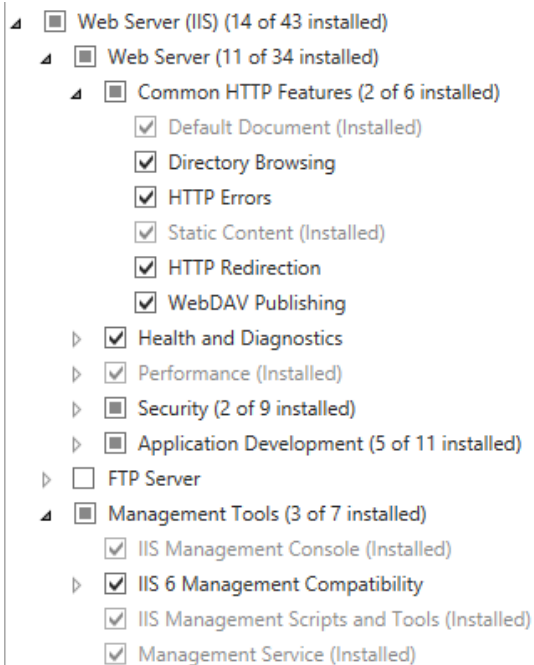 Web Server (IIS) (14 of 43 installed)
Web Server (11 of 34 installed)
Common HTTP Features (2 of 6 installed)
Default Document (Installed)
Directory Browsing
HTTP Errors
Static Content (Installed)
HTTP Redirection
WebDAV Publishing
Health and Diagnostics
Performance (Installed)
Security (2 of 9 installed)
Application Development (5 of 11 installed)
FTP Server
Management Tools (3 of 7 installed)
IIS Management Console (Installed)
IIS 6 Management Compatibility
IIS Management Scripts and Tools (Installed)
Management Service (Installed)